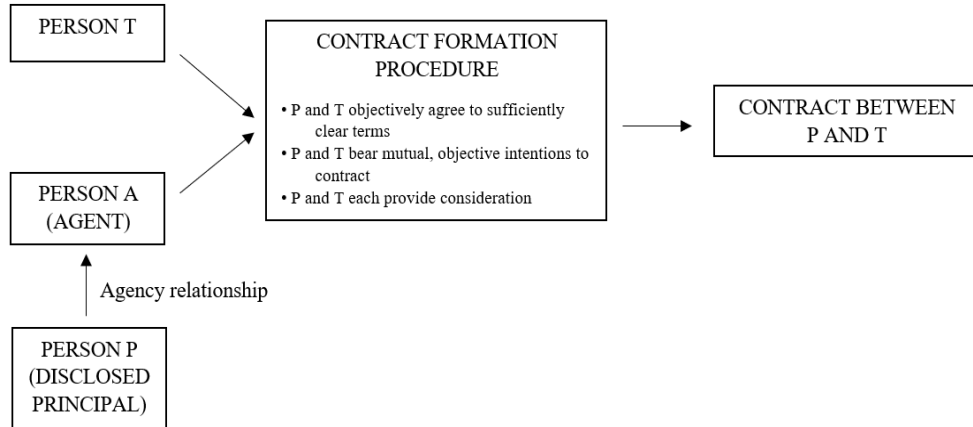 PERSON T
CONTRACT FORMATION
PROCEDURE
• P and T objectively agree to sufficiently
clear terms
• P and T bear mutual, objective intentions to
contract
• P and T each provide consideration
CONTRACT BETWEEN
P AND T
PERSON A
(AGENT)
Agency relationship
PERSON P
(DISCLOSED
PRINCIPAL)